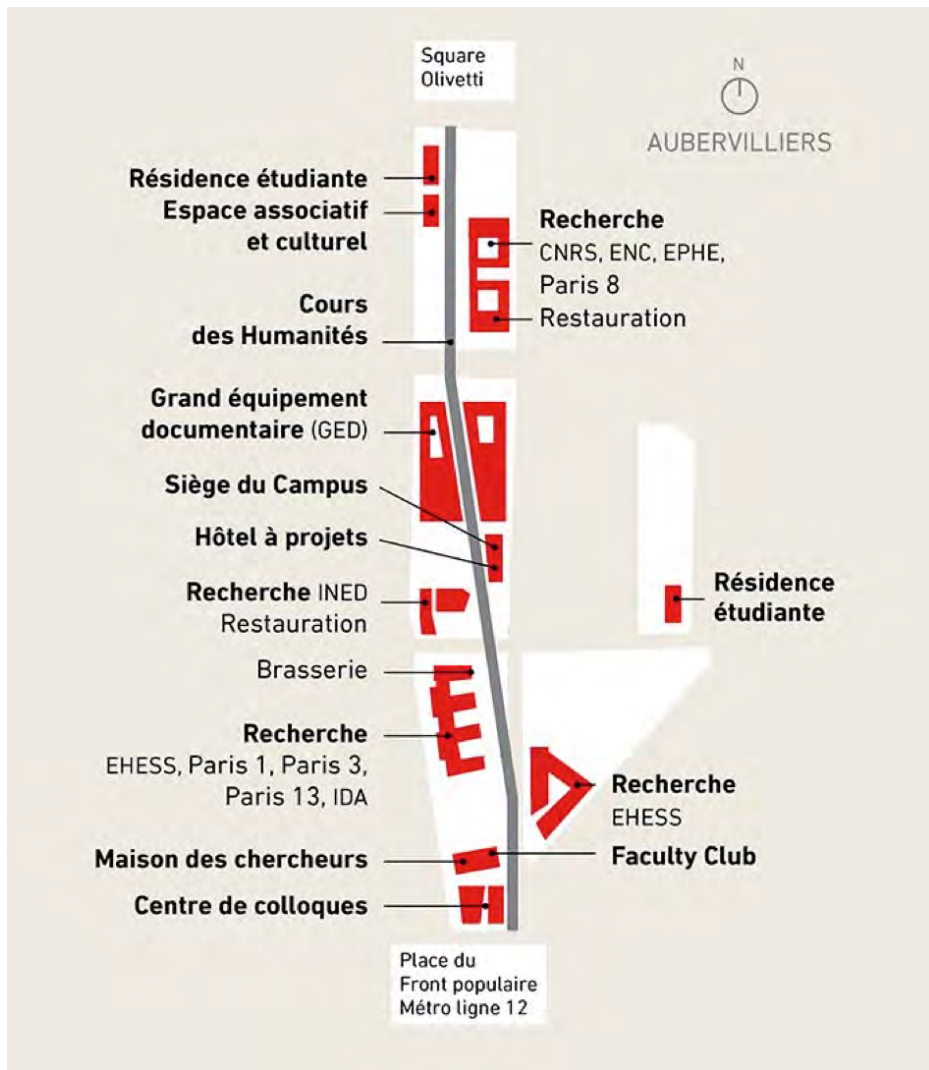 Square
Olivetti
N
AUBERVILLIERS
Résidence étudiante
Espace associatif
et culturel
Recherche
CNRS, ENC, EPHE,
Paris 8
Restauration
Cours
des Humanités
Grand équipement
documentaire (GED)
Siège du Campus
Hôtel à projets
Recherche INED
Restauration
Résidence
étudiante
Brasserie
Recherche
EHESS, Paris 1, Paris 3,
Paris 13, IDA
Recherche
EHESS
Maison des chercheurs
Faculty Club
Centre de colloques
Place du
Front populaire
Métro ligne 12